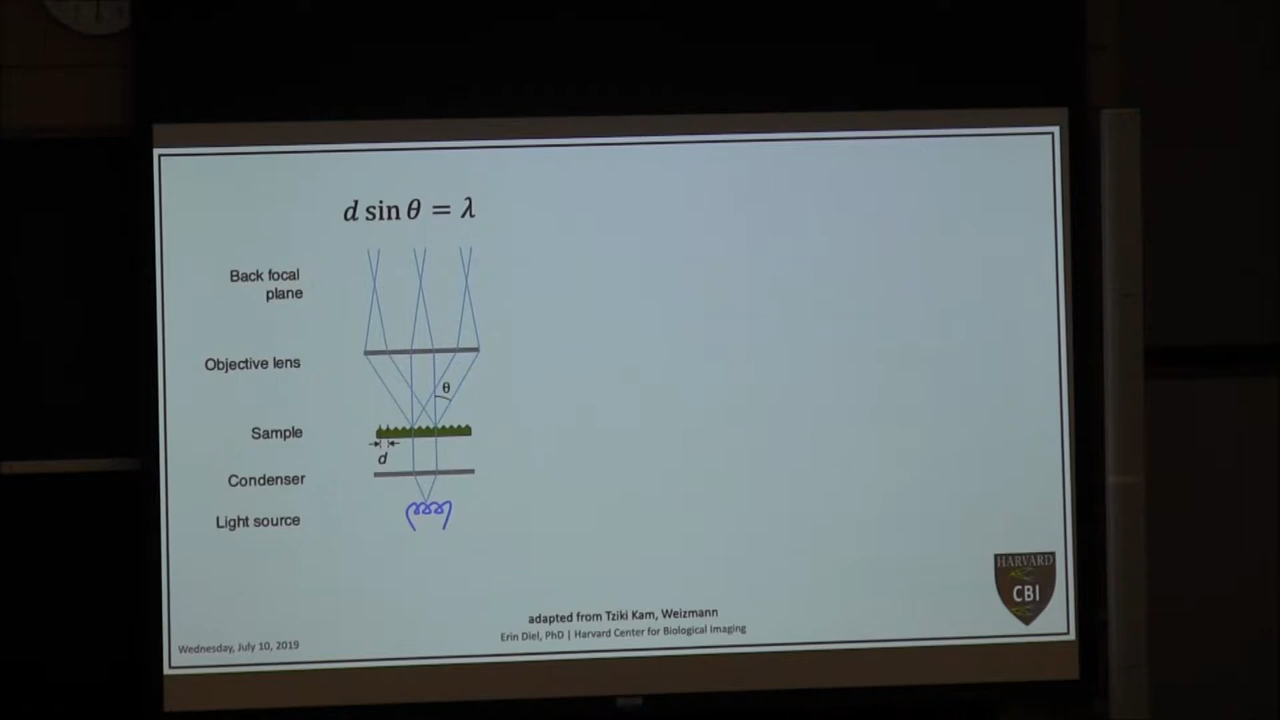 d sin θ = λ
Back focal
plane
Objective lens
θ
Sample
d
Condenser
Light source
HARVARD
CBI
adapted from Tziki Kam, Weizmann
Erin Diel, PhD | Harvard Center for Biological Imaging
Wednesday, July 10, 2019